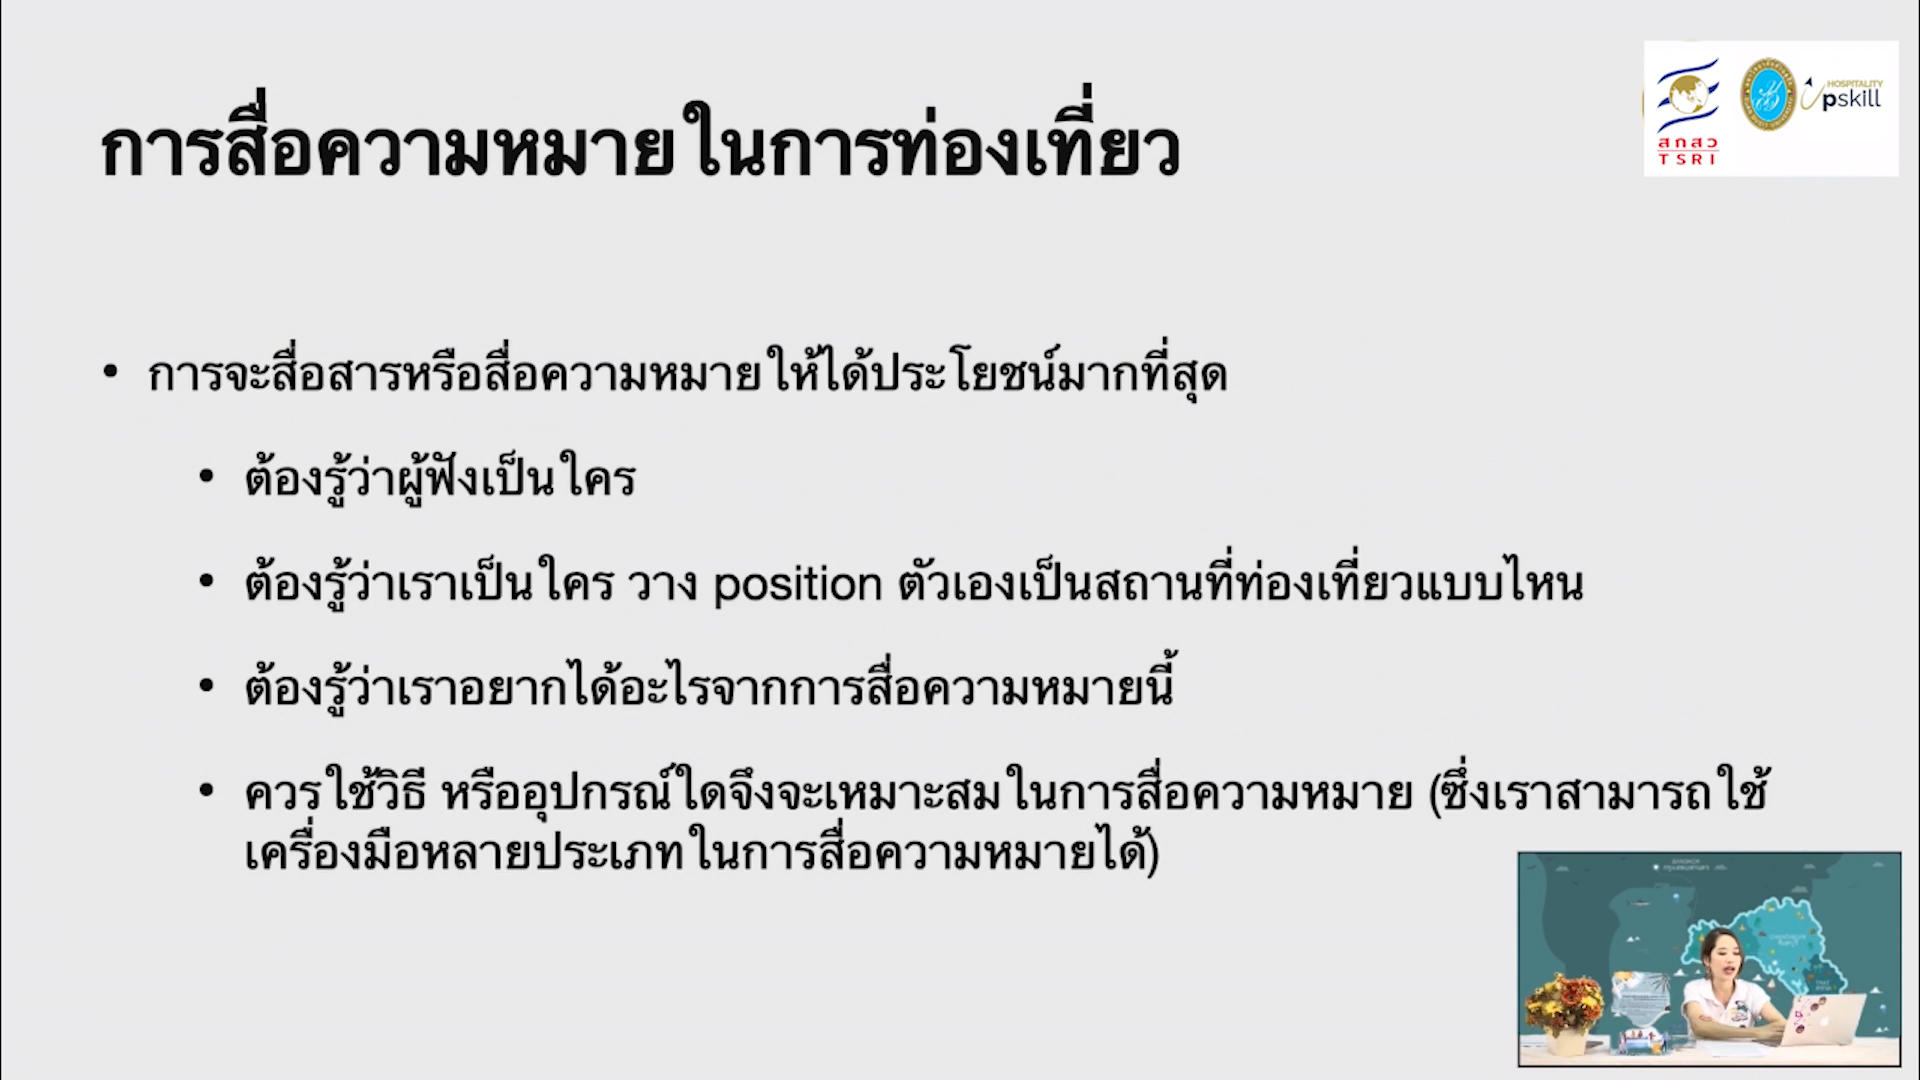 การสื่อความหมายในการท่องเที่ยว
สกสว
TSRI
HOSPITALITY
upskill
• การจะสื่อสารหรือสื่อความหมายให้ได้ประโยชน์มากที่สุด
• ต้องรู้ว่าผู้ฟังเป็นใคร
• ต้องรู้ว่าเราเป็นใคร วาง position ตัวเองเป็นสถานที่ท่องเที่ยวแบบไหน
• ต้องรู้ว่าเราอยากได้อะไรจากการสื่อความหมายนี้
• ควรใช้วิธี หรืออุปกรณ์ใดจึงจะเหมาะสมในการสื่อความหมาย (ซึ่งเราสามารถใช้
เครื่องมือหลายประเภทในการสื่อความหมายได้)